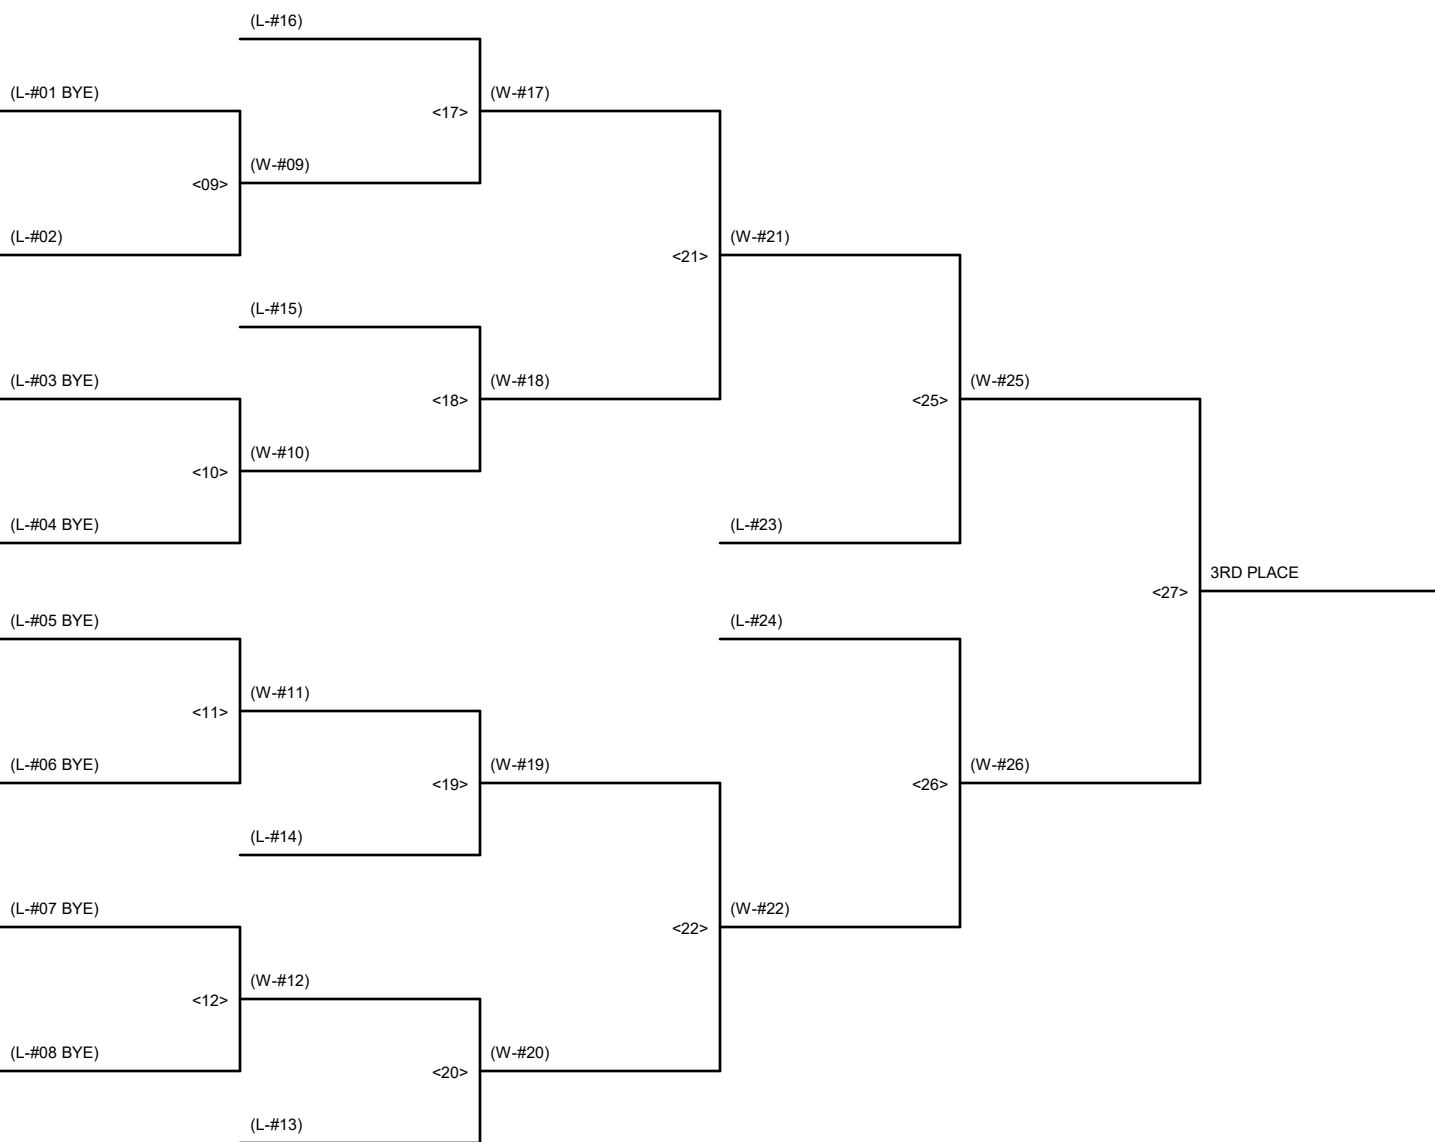 (L-#16)
(L-#01 BYE)
(W-#17)
<17>
(W-#09)
<09>
(L-#02)
(W-#21)
<21>
(L-#15)
(L-#03 BYE)
(W-#18)
(W-#25)
<18>
<25>
(W-#10)
<10>
(L-#04 BYE)
(L-#23)
3RD PLACE
<27>
(L-#05 BYE)
(L-#24)
(W-#11)
<11>
(L-#06 BYE)
(W-#19)
(W-#26)
<19>
<26>
(L-#14)
(L-#07 BYE)
(W-#22)
<22>
(W-#12)
<12>
(L-#08 BYE)
(W-#20)
<20>
(L-#13)